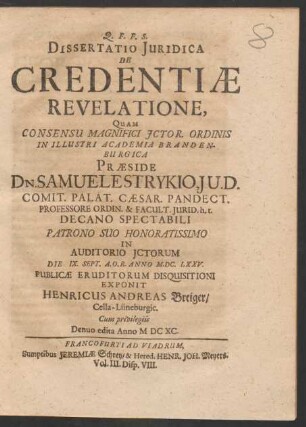 8
Q. F. F. S.
DISSERTATIO JURIDICA
DE
CREDENTIÆ
REVELATIONE,
QUAM
CONSENSU MAGNIFICI JCTOR. ORDINIS
IN ILLUSTRI ACADEMIA BRANDEN-
BURGICA
PRÆSIDE
DN. SAMUELE STRYKIO, J.U.D.
COMIT. PALAT. CÆSAR. PANDECT.
PROFESSORE ORDIN. & FACULT. JURID. h. t.
DECANO SPECTABILI
PATRONO SUO HONORATISSIMO
IN
AUDITORIO JCTORUM
DIE IX. SEPT. A.O.R. ANNO M.DC. LXXV.
PUBLICÆ ERUDITORUM DISQUISITIONI
EXPONIT
HENRICUS ANDREAS Breiger/
Cella-Lüneburgic.
Cum privilegiis
Denuo edita Anno M DC XC.
FRANCOFURTI AD VIADRUM,
Sumptibus JEREMIÆ Schrey/ & Hered. HENR. JOH. Meyers.
Vol. III. Disp. VIII.